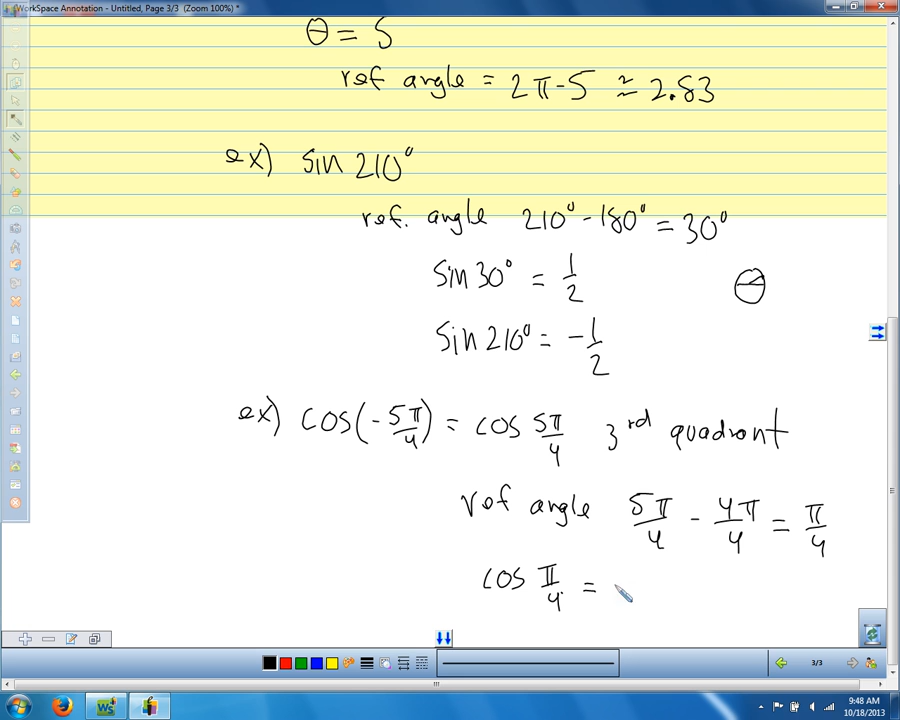 WorkSpace Annotation - Untitled, Page 3/3 (Zoom 100%) *
θ = 5
ref angle = 2π-5 ≈ 2.83
ex) sin 210°
ref. angle 210° - 180° = 30°
sin 30° = 1/2
sin 210° = -1/2
ex) cos(-5π/4) = cos 5π/4 3rd quadrant
ref angle 5π/4 - 4π/4 = π/4
cos π/4 =
3/3
9:48 AM
10/18/2013